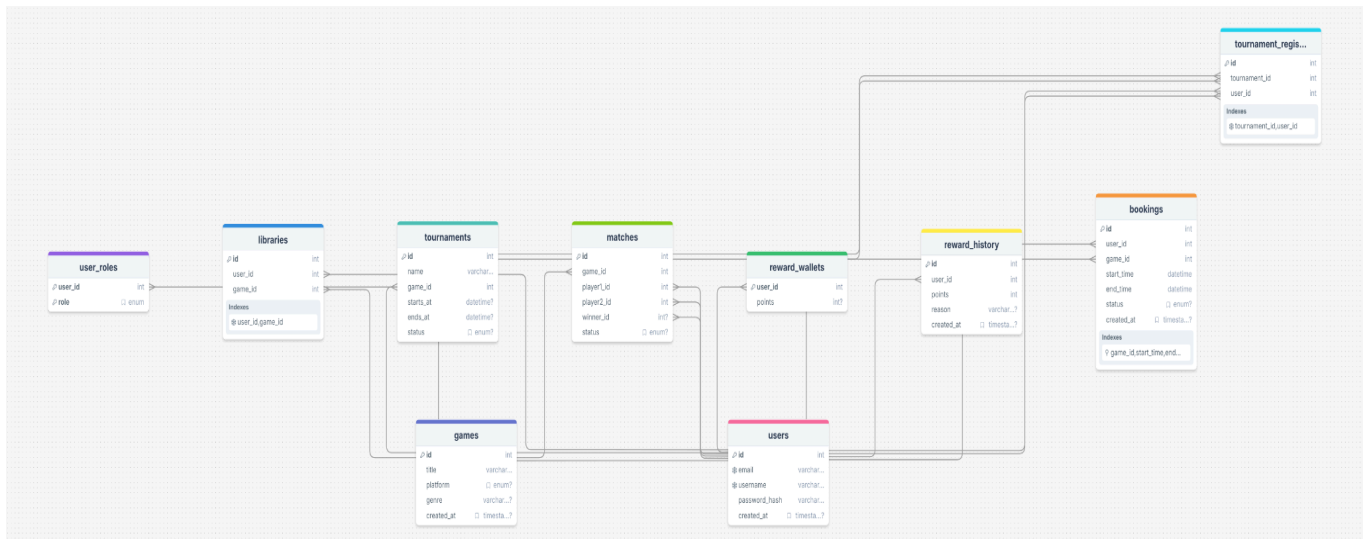 tournament_regis...
id int
tournament_id int
user_id int
Indexes
tournament_id,user_id
bookings
id int
user_id int
game_id int
start_time datetime
end_time datetime
status enum?
created_at timesta...?
Indexes
game_id,start_time,end...
user_roles
user_id int
role enum
libraries
id int
user_id int
game_id int
Indexes
user_id,game_id
tournaments
id int
name varchar...
game_id int
starts_at datetime?
ends_at datetime?
status enum?
matches
id int
game_id int
player1_id int
player2_id int
winner_id int?
status enum?
reward_wallets
user_id int
points int?
reward_history
id int
user_id int
points int
reason varchar...?
created_at timesta...?
games
id int
title varchar...
platform enum?
genre varchar...?
created_at timesta...?
users
id int
email varchar...
username varchar...
password_hash varchar...
created_at timesta...?